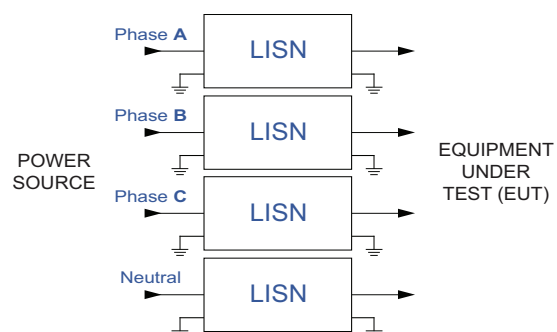 Phase A
LISN
Phase B
LISN
POWER
SOURCE
EQUIPMENT
UNDER
TEST (EUT)
Phase C
LISN
Neutral
LISN